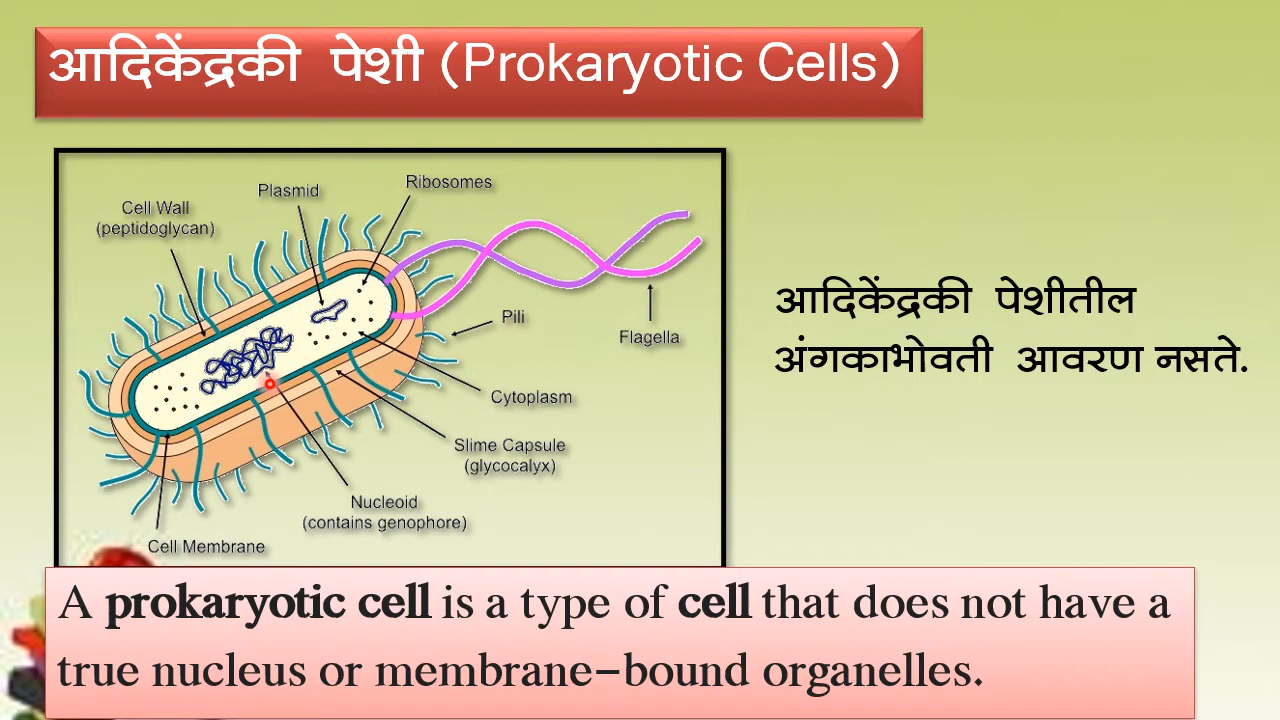 आदिकेंद्रकी पेशी (Prokaryotic Cells)
Plasmid
Ribosomes
Cell Wall
(peptidoglycan)
Pili
Flagella
Cytoplasm
Slime Capsule
(glycocalyx)
Nucleoid
(contains genophore)
Cell Membrane
आदिकेंद्रकी पेशीतील
अंगकाभोवती आवरण नसते.
A prokaryotic cell is a type of cell that does not have a
true nucleus or membrane-bound organelles.